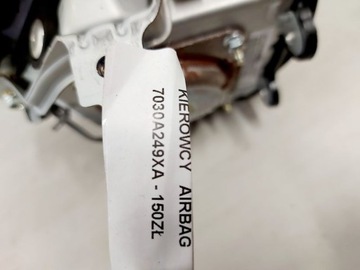 KIEROWCY AIRBAG
7030A249XA - 150ZŁ